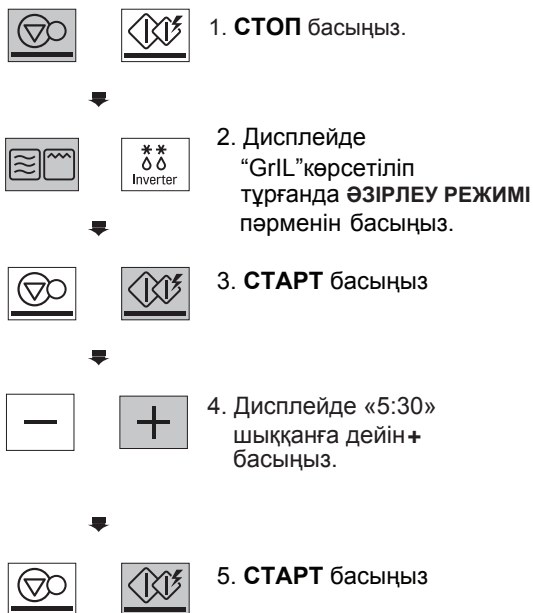 1. СТОП басыңыз.
2. Дисплейде
“GrIL”көрсетіліп
тұрғанда ӘЗІРЛЕУ РЕЖИМІ
пәрменін басыңыз.
Inverter
3. СТАРТ басыңыз
4. Дисплейде «5:30»
шыққанға дейін+
басыңыз.
5. СТАРТ басыңыз